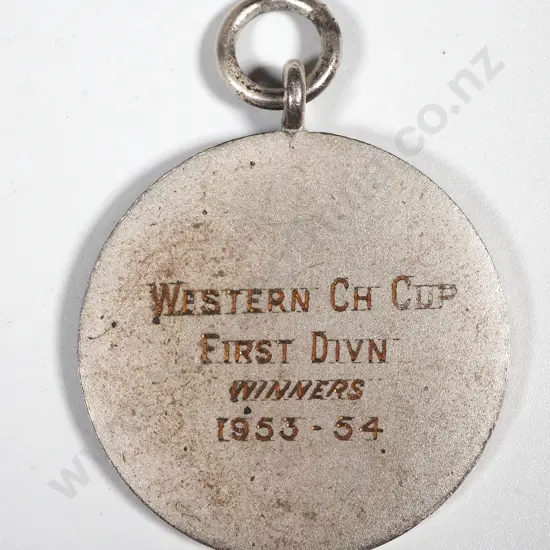 WESTERN CH CUP
FIRST DIVN
WINNERS
1953-54